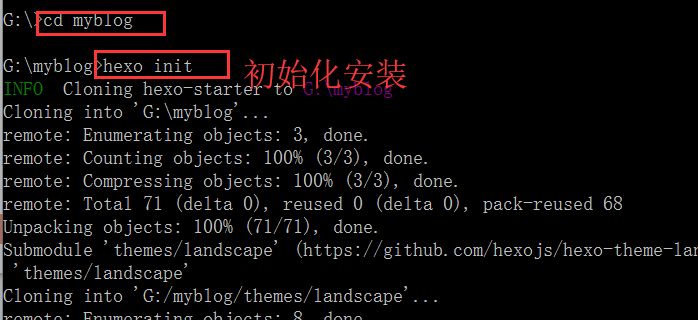 G:\>cd myblog
G:\myblog>hexo init
初始化安装
INFO  Cloning hexo-starter to G:\myblog
Cloning into 'G:\myblog'...
remote: Enumerating objects: 3, done.
remote: Counting objects: 100% (3/3), done.
remote: Compressing objects: 100% (3/3), done.
remote: Total 71 (delta 0), reused 0 (delta 0), pack-reused 68
Unpacking objects: 100% (71/71), done.
Submodule 'themes/landscape' (https://github.com/hexojs/hexo-theme-lan
'themes/landscape'
Cloning into 'G:/myblog/themes/landscape'...
remote: Enumerating objects: 8, done.